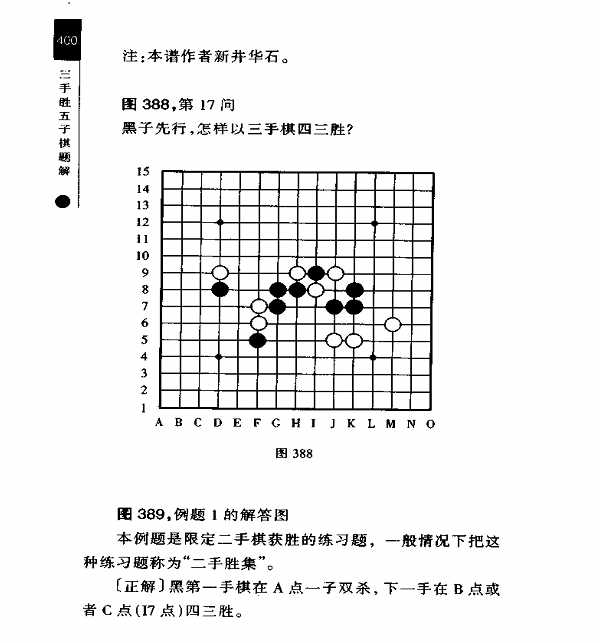 400
三手胜五子棋题解
注:本谱作者新井华石。
图 388,第 17 问
黑子先行,怎样以三手棋四三胜?
15
14
13
12
11
10
9
8
7
6
5
4
3
2
1
A B C D E F G H I J K L M N O
图 388
图 389,例题 1 的解答图
本例题是限定二手棋获胜的练习题,一般情况下把这
种练习题称为“二手胜集”。
〔正解〕黑第一手棋在 A 点一子双杀,下一手在 B 点或
者 C 点(I7 点)四三胜。